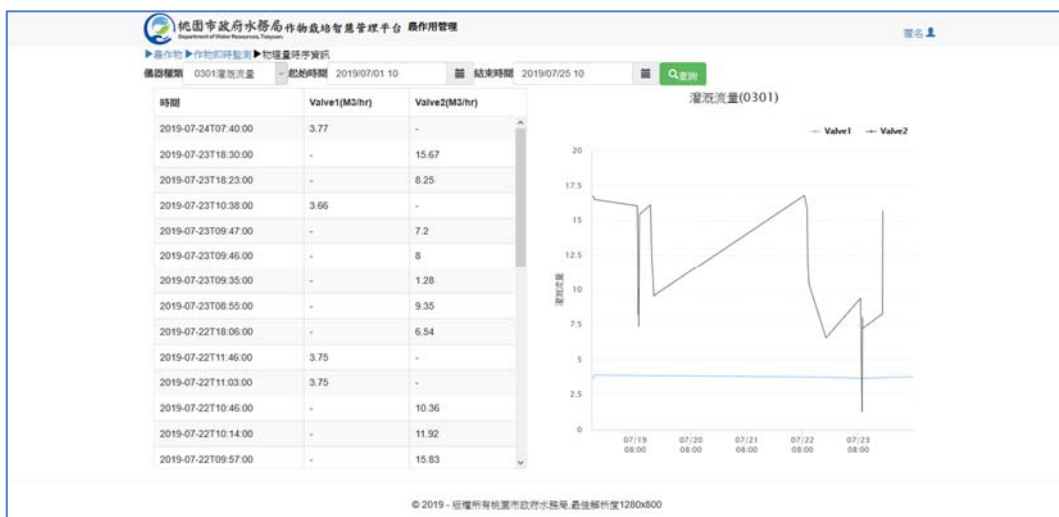 桃園市政府水務局作物栽培智慧管理平台 農作用管理
Department of Water Resources, Taoyuan
匿名
▶農作物 ▶作物即時監測 ▶物理量時序資訊
儀器種類 0301灌溉流量 起始時間 2019/07/01 10 結束時間 2019/07/25 10 查詢
時間 Valve1(M3/hr) Valve2(M3/hr)
2019-07-24T07:40:00 3.77 -
2019-07-23T18:30:00 - 15.67
2019-07-23T18:23:00 - 8.25
2019-07-23T10:38:00 3.66 -
2019-07-23T09:47:00 - 7.2
2019-07-23T09:46:00 - 8
2019-07-23T09:35:00 - 1.28
2019-07-23T08:55:00 - 9.35
2019-07-22T18:06:00 - 6.54
2019-07-22T11:46:00 3.75 -
2019-07-22T11:03:00 3.75 -
2019-07-22T10:46:00 - 10.36
2019-07-22T10:14:00 - 11.92
2019-07-22T09:57:00 - 15.83
灌溉流量(0301)
Valve1 Valve2
20
17.5
15
12.5
10
7.5
5
2.5
0
灌溉流量
07/19 07/20 07/21 07/22 07/23
08:00 08:00 08:00 08:00 08:00
© 2019 - 版權所有桃園市政府水務局,最佳解析度1280x800